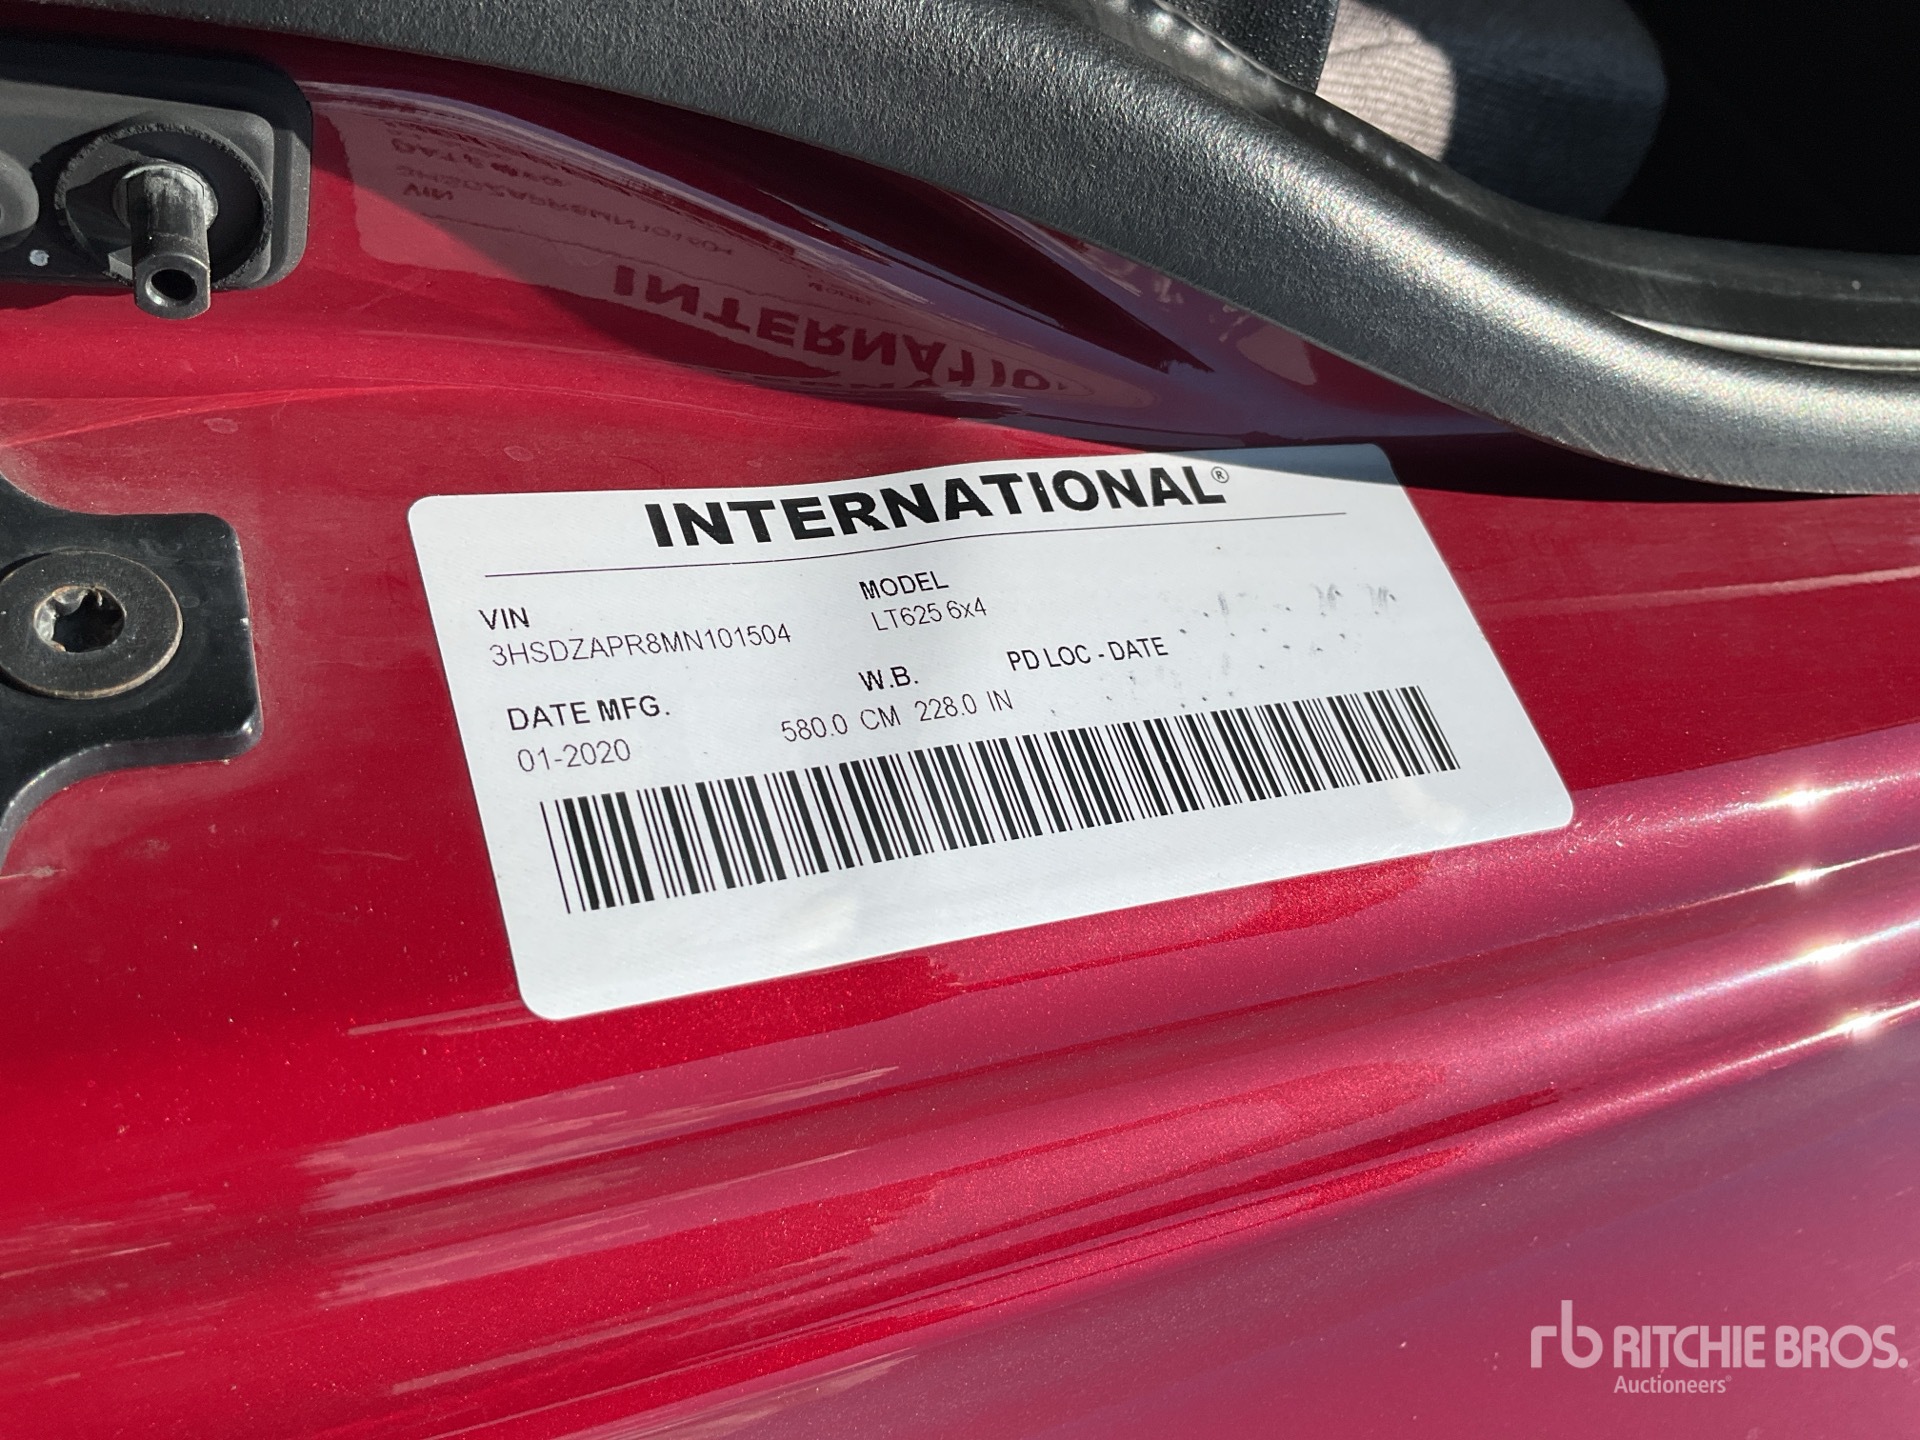 INTERNATIONAL®
VIN
3HSDZAPR8MN101504
MODEL
LT625 6x4
DATE MFG.
01-2020
W.B.
580.0 CM 228.0 IN
PD LOC - DATE
rb RITCHIE BROS.
Auctioneers